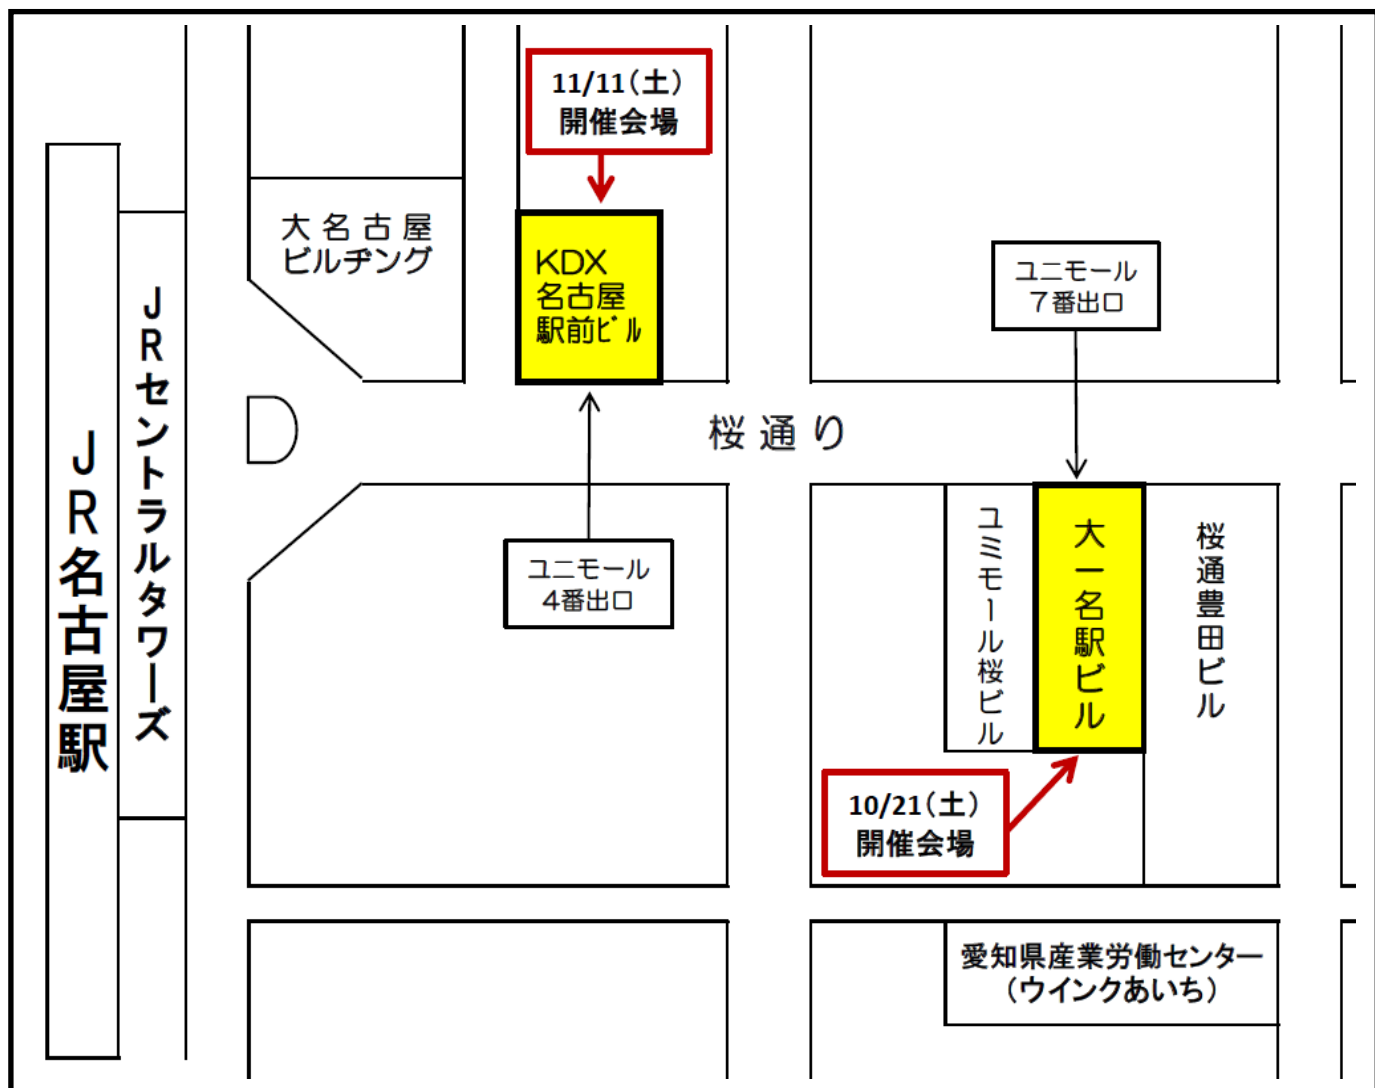 11/11(土)
開催会場
大名古屋
ビルヂング
KDX
名古屋
駅前ビル
ユニモール
7番出口
JRセントラルタワーズ
JR名古屋駅
桜通り
ユニモール
4番出口
ユミモール桜ビル
大一名駅ビル
桜通豊田ビル
10/21(土)
開催会場
愛知県産業労働センター
(ウインクあいち)